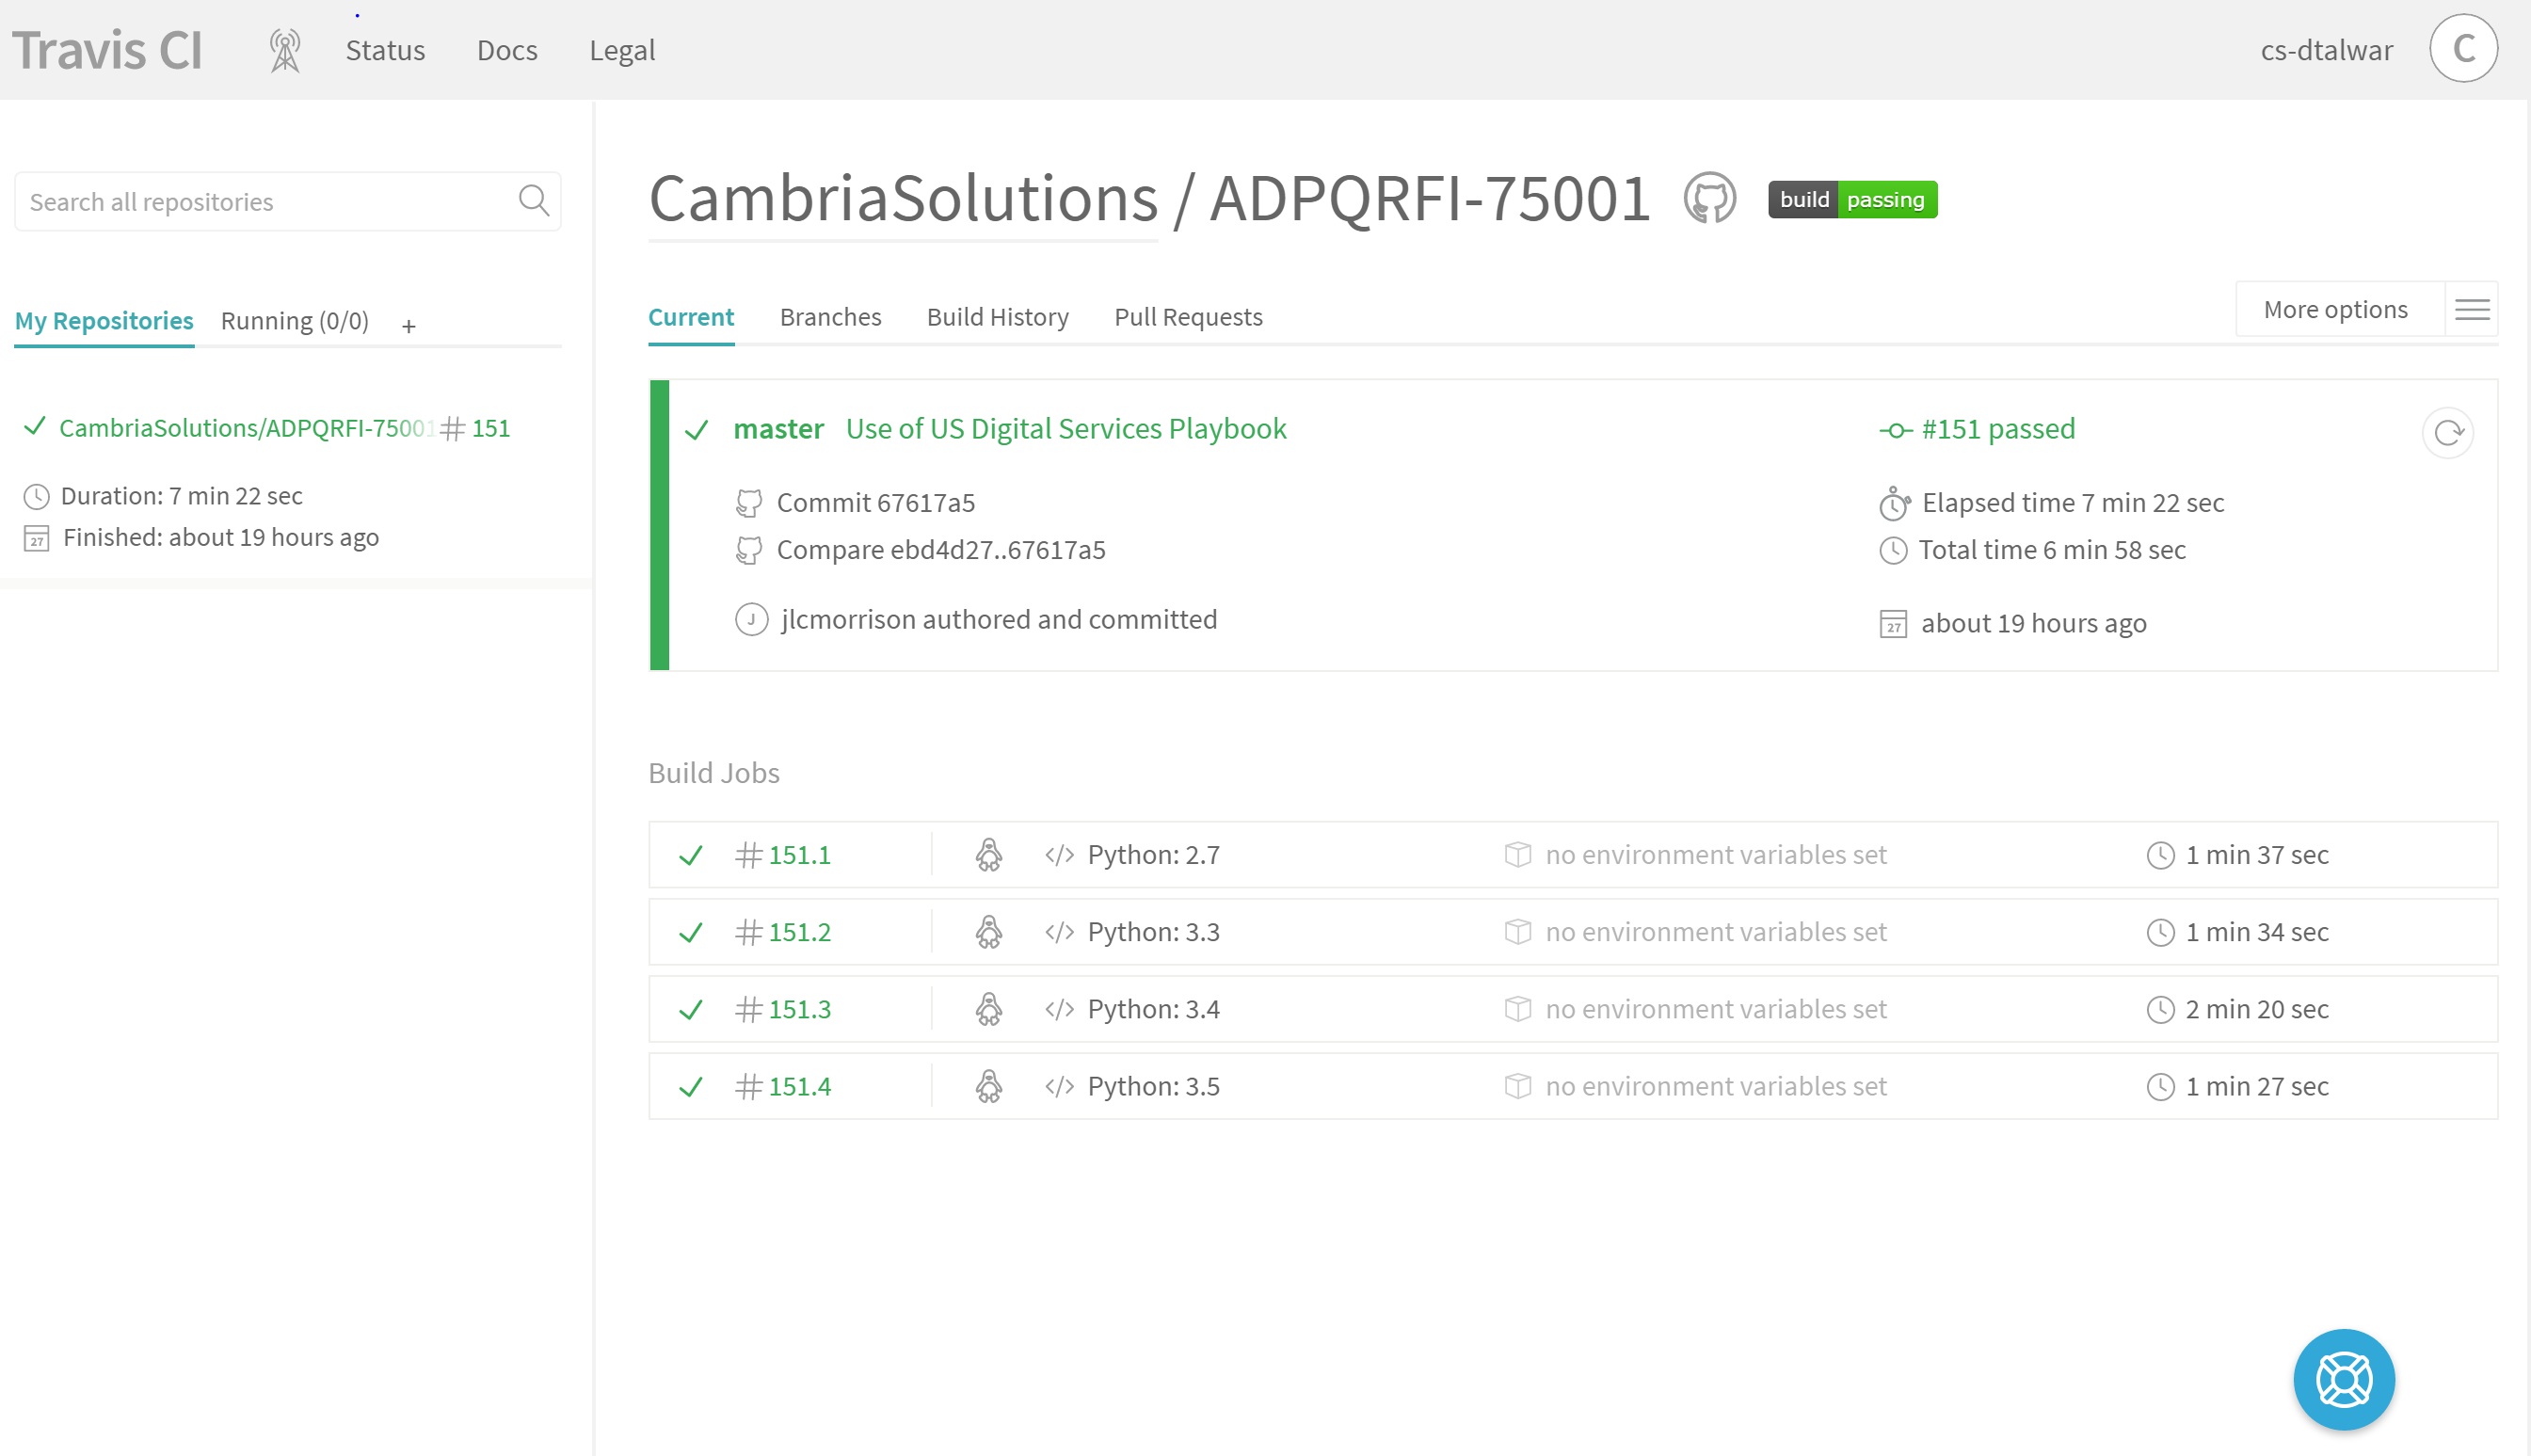 Travis CI Status Docs Legal cs-dtalwar C
Search all repositories
My Repositories Running (0/0) +
CambriaSolutions/ADPQRFI-75001 # 151
Duration: 7 min 22 sec
27 Finished: about 19 hours ago
CambriaSolutions / ADPQRFI-75001 build passing
Current Branches Build History Pull Requests More options
master Use of US Digital Services Playbook #151 passed
Commit 67617a5 Elapsed time 7 min 22 sec
Compare ebd4d27..67617a5 Total time 6 min 58 sec
J jlcmorrison authored and committed 27 about 19 hours ago
Build Jobs
# 151.1 </> Python: 2.7 no environment variables set 1 min 37 sec
# 151.2 </> Python: 3.3 no environment variables set 1 min 34 sec
# 151.3 </> Python: 3.4 no environment variables set 2 min 20 sec
# 151.4 </> Python: 3.5 no environment variables set 1 min 27 sec